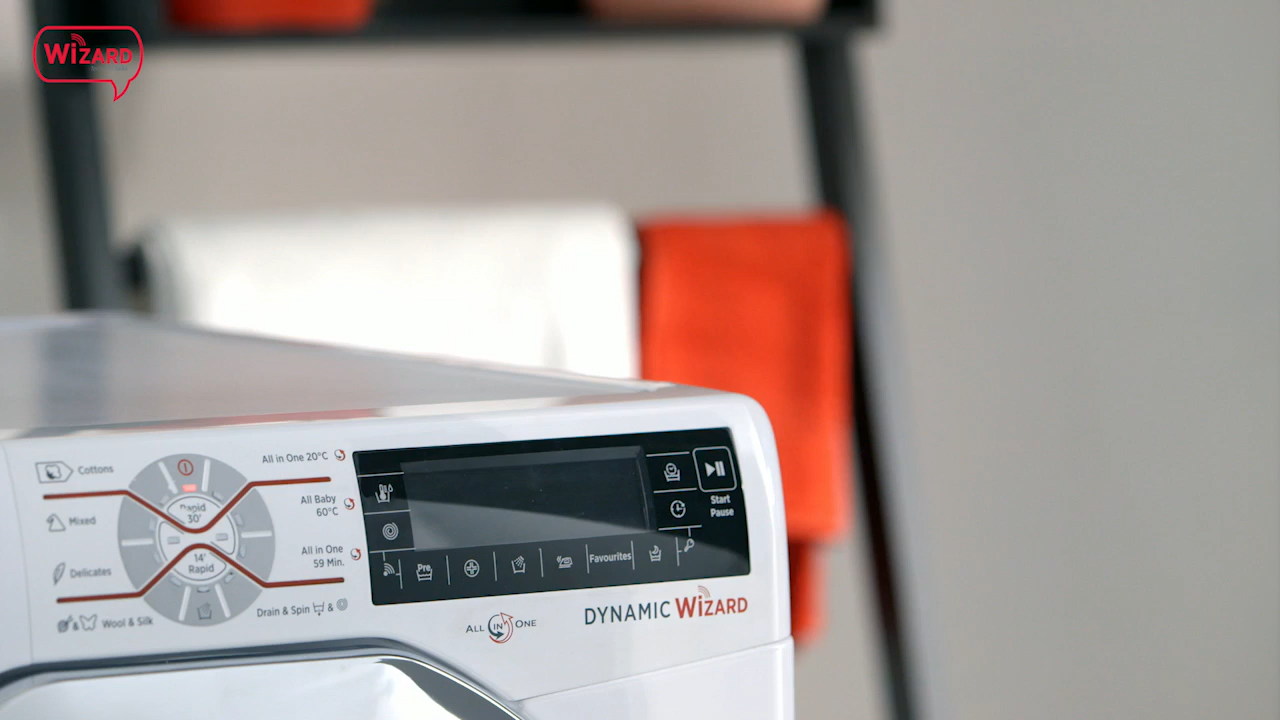 WiZARD
Cottons
Mixed
Delicates
& Wool & Silk
Rapid
30'
14'
Rapid
All in One 20°C
All Baby
60°C
All in One
59 Min.
Drain & Spin &
Pre
Favourites
Start
Pause
ALL IN ONE
DYNAMIC WiZARD